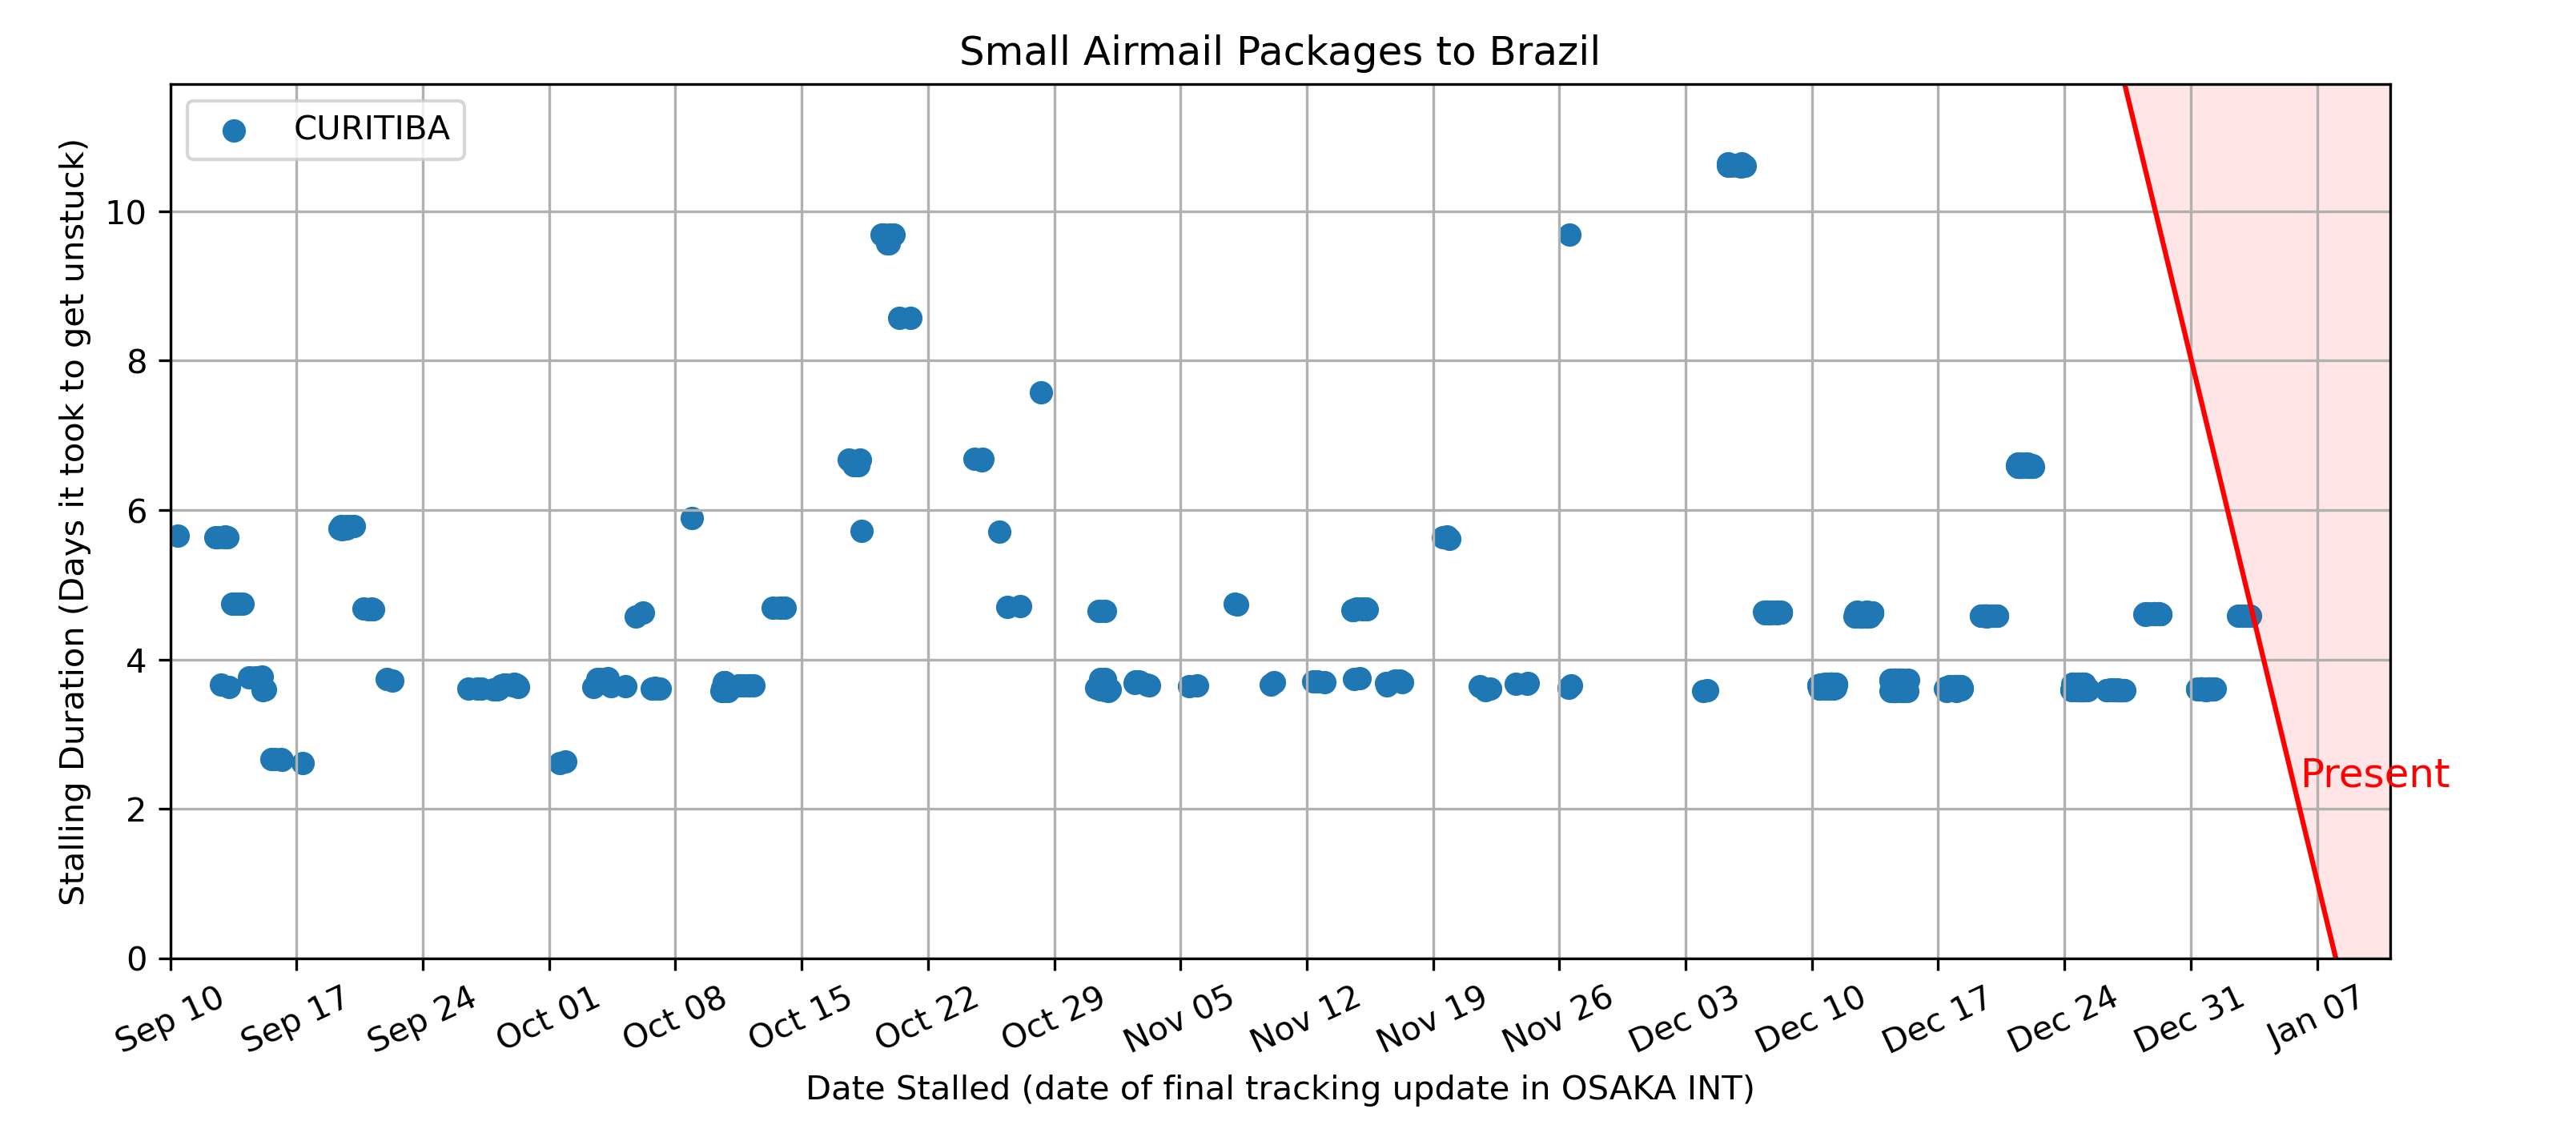 Small Airmail Packages to Brazil
CURITIBA
Stalling Duration (Days it took to get unstuck)
10
8
6
4
2
0
Present
Sep 10 Sep 17 Sep 24 Oct 01 Oct 08 Oct 15 Oct 22 Oct 29 Nov 05 Nov 12 Nov 19 Nov 26 Dec 03 Dec 10 Dec 17 Dec 24 Dec 31 Jan 07
Date Stalled (date of final tracking update in OSAKA INT)